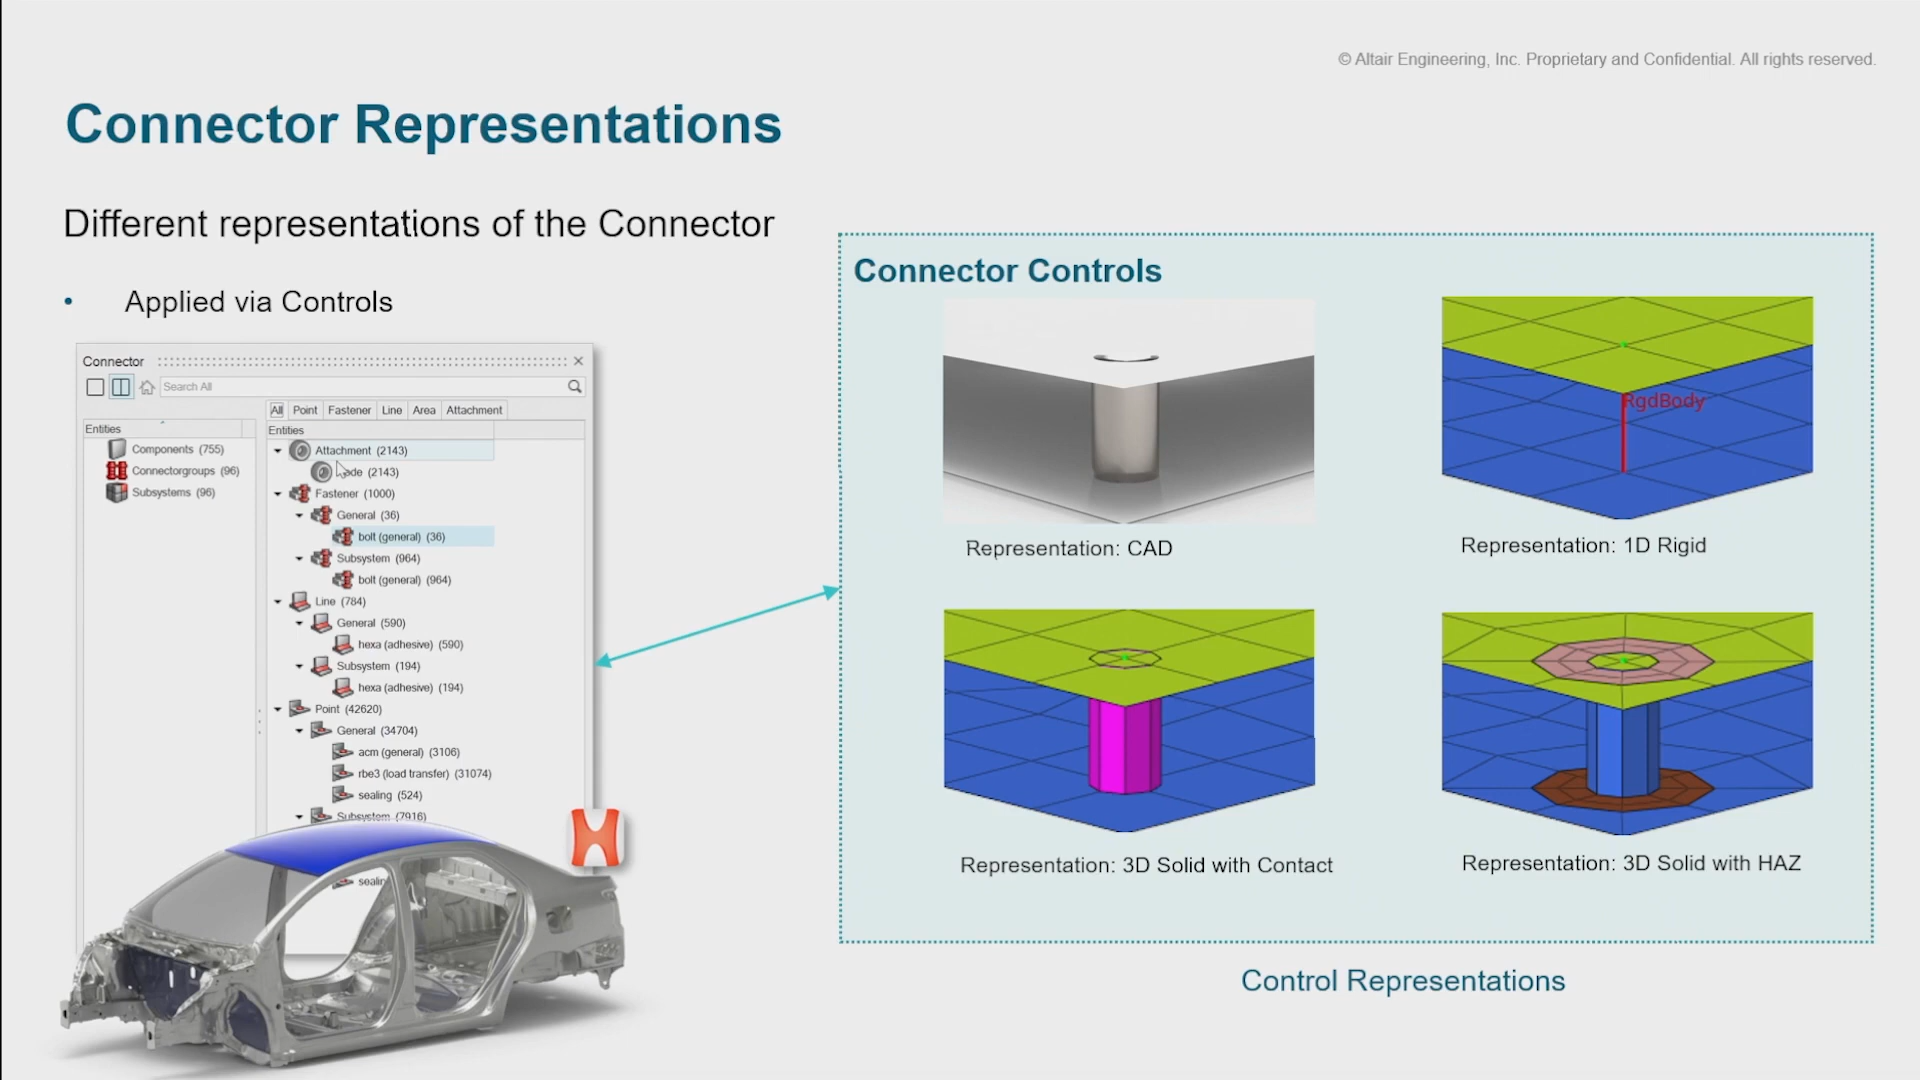 © Altair Engineering, Inc. Proprietary and Confidential. All rights reserved.
Connector Representations
Different representations of the Connector
• Applied via Controls
Connector
Search All
All Point Fastener Line Area Attachment
Entities
Components (755)
Connectorgroups (96)
Subsystems (96)
Entities
Attachment (2143)
(2143)
Fastener (1000)
General (36)
bolt (general) (36)
Subsystem (964)
bolt (general) (964)
Line (784)
General (590)
hexa (adhesive) (590)
Subsystem (194)
hexa (adhesive) (194)
Point (42620)
General (34704)
acm (general) (3106)
rbe3 (load transfer) (31074)
sealing (524)
Subsystem (7916)
Connector Controls
Representation: CAD
RgdBody
Representation: 1D Rigid
Representation: 3D Solid with Contact
Representation: 3D Solid with HAZ
Control Representations